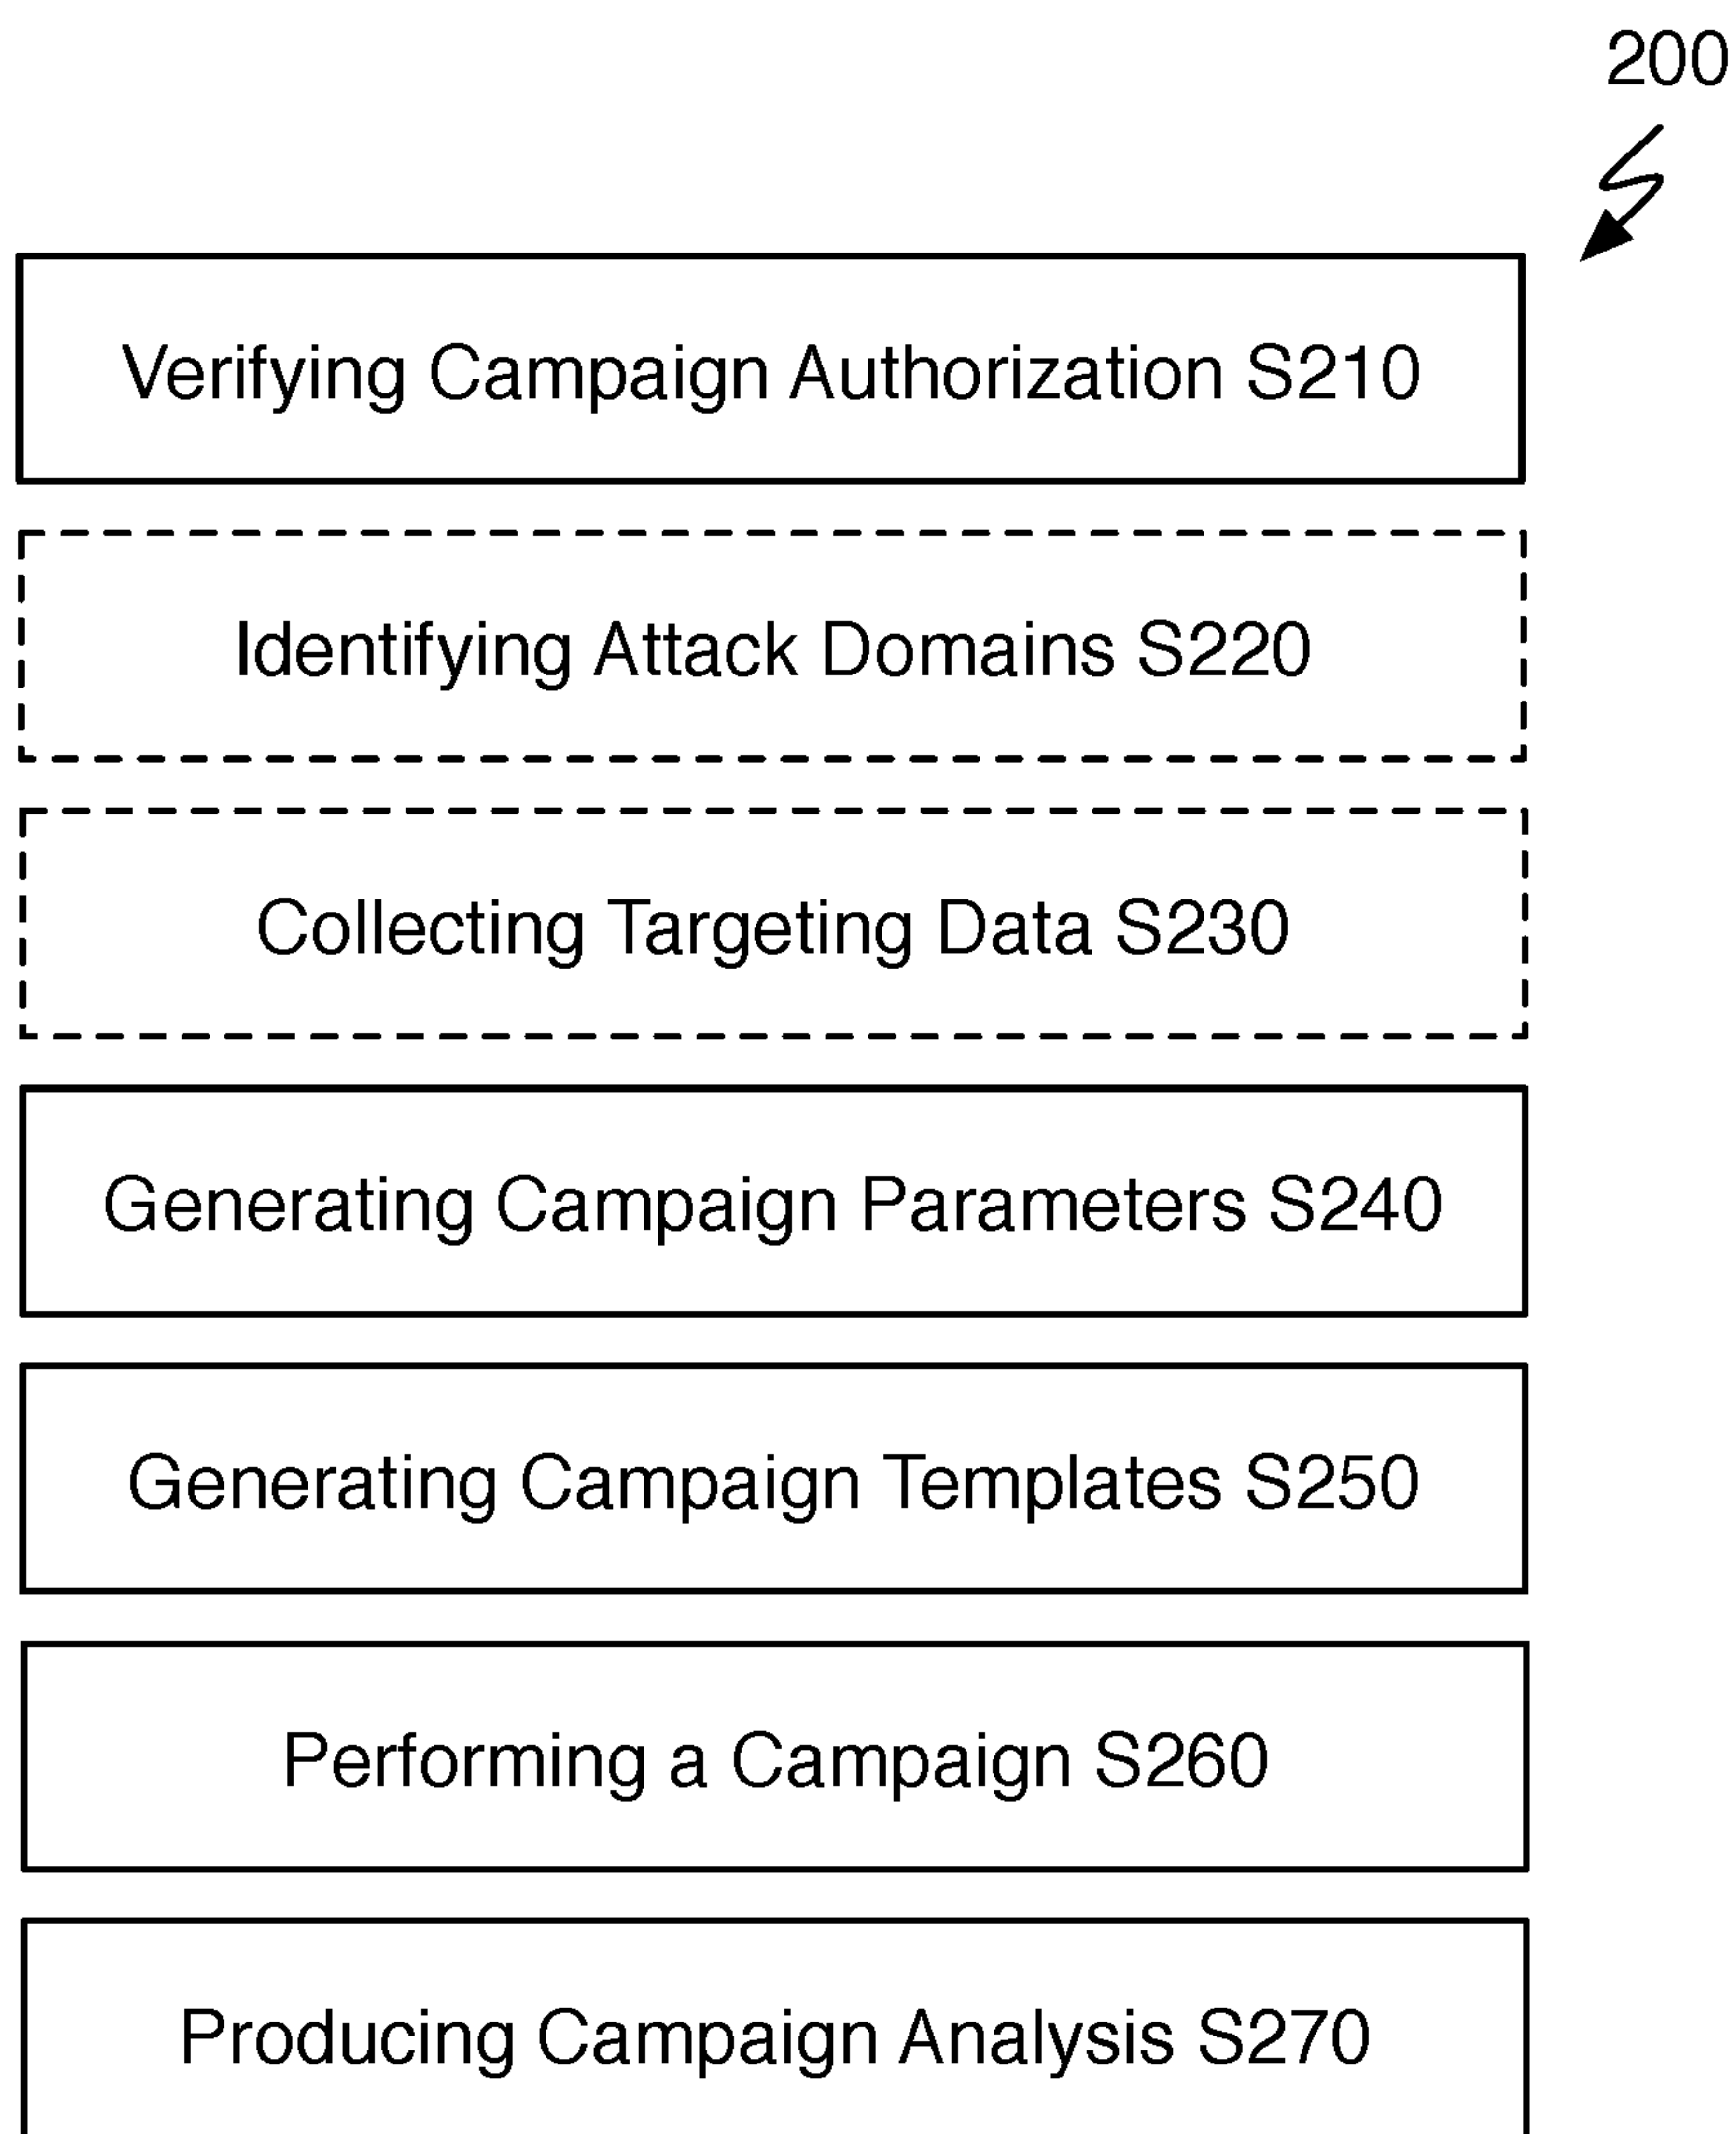 200
Verifying Campaign Authorization S210
Identifying Attack Domains S220
Collecting Targeting Data S230
Generating Campaign Parameters S240
Generating Campaign Templates S250
Performing a Campaign S260
Producing Campaign Analysis S270